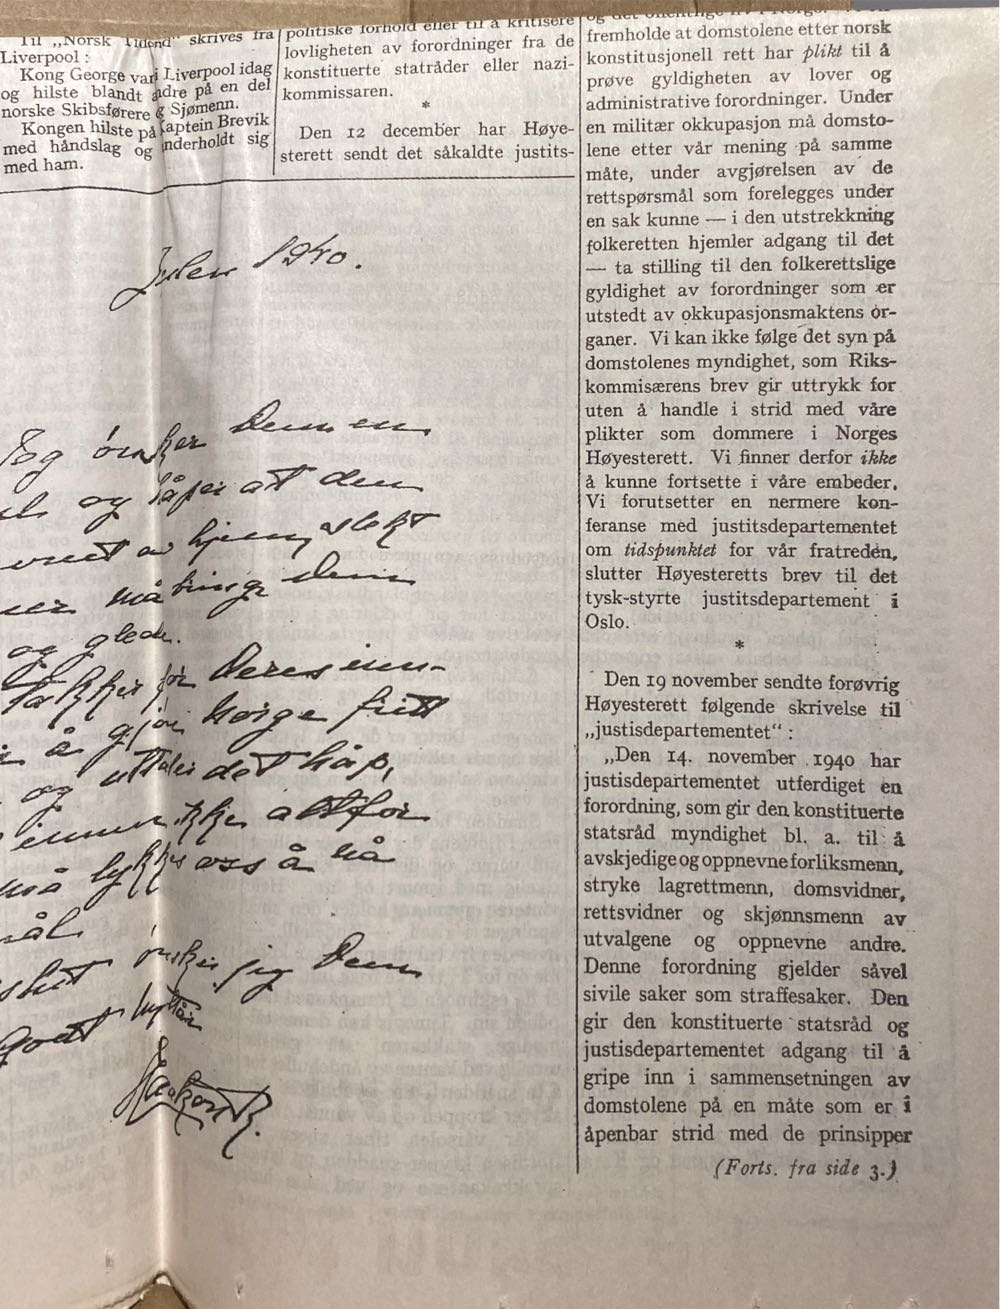 Til „Norsk Tidend" skrives fra
Liverpool :
Kong George var i Liverpool idag
og hilste blandt andre på en del
norske Skibsførere Sjømenn.
Kongen hilste på Kaptein Brevik
med håndslag og underholdt sig
med ham.
politiske forhold eller til å kritisere
lovligheten av forordninger fra de
konstituerte statsråder eller nazi-
kommissaren.
*
Den 12 december har Høye-
sterett sendt det såkaldte justits-
Julen 1940.
Jeg ønsker Dem en
og håper at den
av hjem, slekt
må bringe Dem
og glede.
Takker for Deres inn-
å gjøre Norge fritt
og uttaler det håp,
ikke altfor
må lykkes oss å nå
mål.
ønsker jeg Dem
godt nyttår
Haakon R.
og det offentlige liv i Norge.
fremholde at domstolene etter norsk
konstitusjonell rett har plikt til å
prøve gyldigheten av lover og
administrative forordninger. Under
en militær okkupasjon må domsto-
lene etter vår mening på samme
måte, under avgjørelsen av de
rettspørsmål som forelegges under
en sak kunne — i den utstrekkning
folkeretten hjemler adgang til det
— ta stilling til den folkerettslige
gyldighet av forordninger som er
utstedt av okkupasjonsmaktens or-
ganer. Vi kan ikke følge det syn på
domstolenes myndighet, som Riks-
kommisærens brev gir uttrykk for
uten å handle i strid med våre
plikter som dommere i Norges
Høyesterett. Vi finner derfor ikke
å kunne fortsette i våre embeder.
Vi forutsetter en nermere kon-
feranse med justitsdepartementet
om tidspunktet for vår fratreden,
slutter Høyesteretts brev til det
tysk-styrte justitsdepartement i
Oslo.
*
Den 19 november sendte forøvrig
Høyesterett følgende skrivelse til
„justisdepartementet" :
„Den 14. november 1940 har
justisdepartementet utferdiget en
forordning, som gir den konstituerte
statsråd myndighet bl. a. til å
avskjedige og oppnevne forliksmenn,
stryke lagrettmenn, domsvidner,
rettsvidner og skjønnsmenn av
utvalgene og oppnevne andre.
Denne forordning gjelder såvel
sivile saker som straffesaker. Den
gir den konstituerte statsråd og
justisdepartementet adgang til å
gripe inn i sammensetningen av
domstolene på en måte som er i
åpenbar strid med de prinsipper
(Forts. fra side 3.)